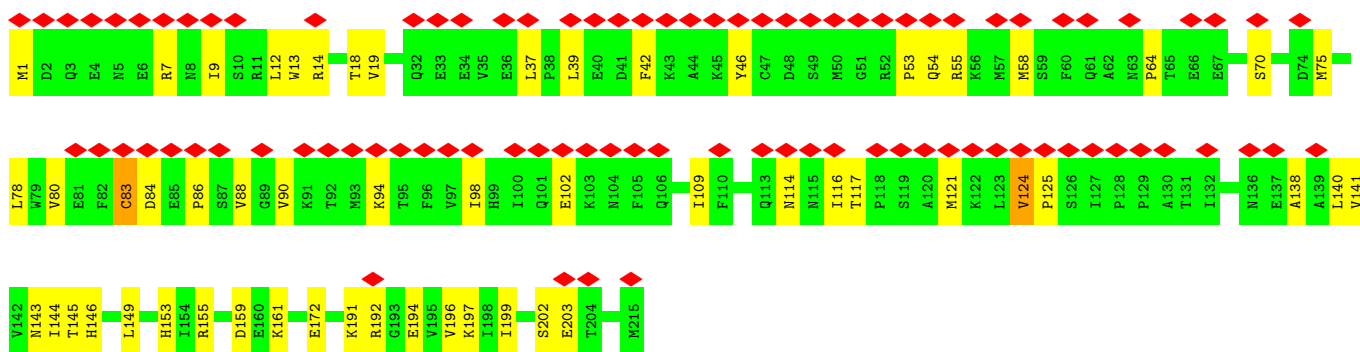 M1 D2 Q3 E4 N5 E6 R7 N8 I9 S10 R11 L12 W13 R14 T18 V19 Q32 E33 E34 V35 E36 L37 P38 L39 E40 D41 F42 K43 A44 K45 Y46 C47 D48 S49 M50 G51 R52 P53 Q54 R55 K56 M57 M58 S59 F60 Q61 A62 N63 P64 T65 E66 E67 S70 D74 M75
L78 W79 V80 E81 F82 C83 D84 E85 P86 S87 V88 G89 V90 K91 T92 M93 K94 T95 F96 V97 I98 H99 I100 Q101 E102 K103 N104 F105 Q106 I109 F110 Q113 N114 N115 I116 T117 P118 S119 A120 M121 K122 L123 V124 P125 S126 I127 P128 P129 A130 T131 I132 N136 E137 A138 A139 L140 V141
V142 N143 I144 T145 H146 L149 H153 I154 R155 D159 E160 K161 E172 K191 R192 G193 E194 V195 V196 K197 I198 I199 S202 E203 T204 M215